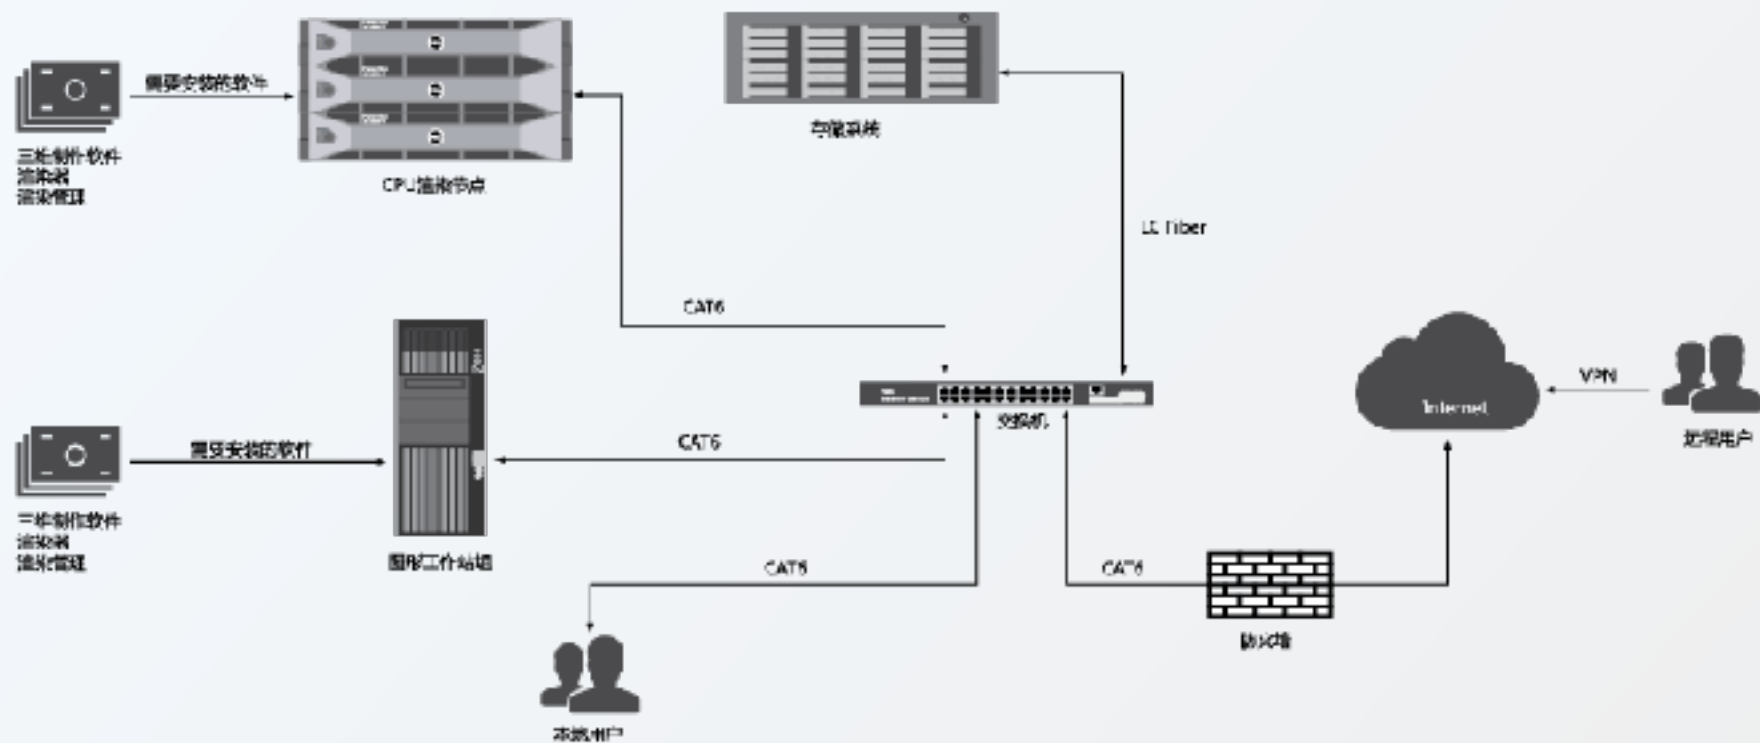 需要安装的软件
三维制作软件
渲染器
渲染管理
CPU渲染节点
存储系统
LC Fiber
CAT6
交换机
Internet
VPN
远程用户
需要安装的软件
CAT6
三维制作软件
渲染器
渲染管理
图形工作站
CAT6
CAT6
防火墙
本地用户